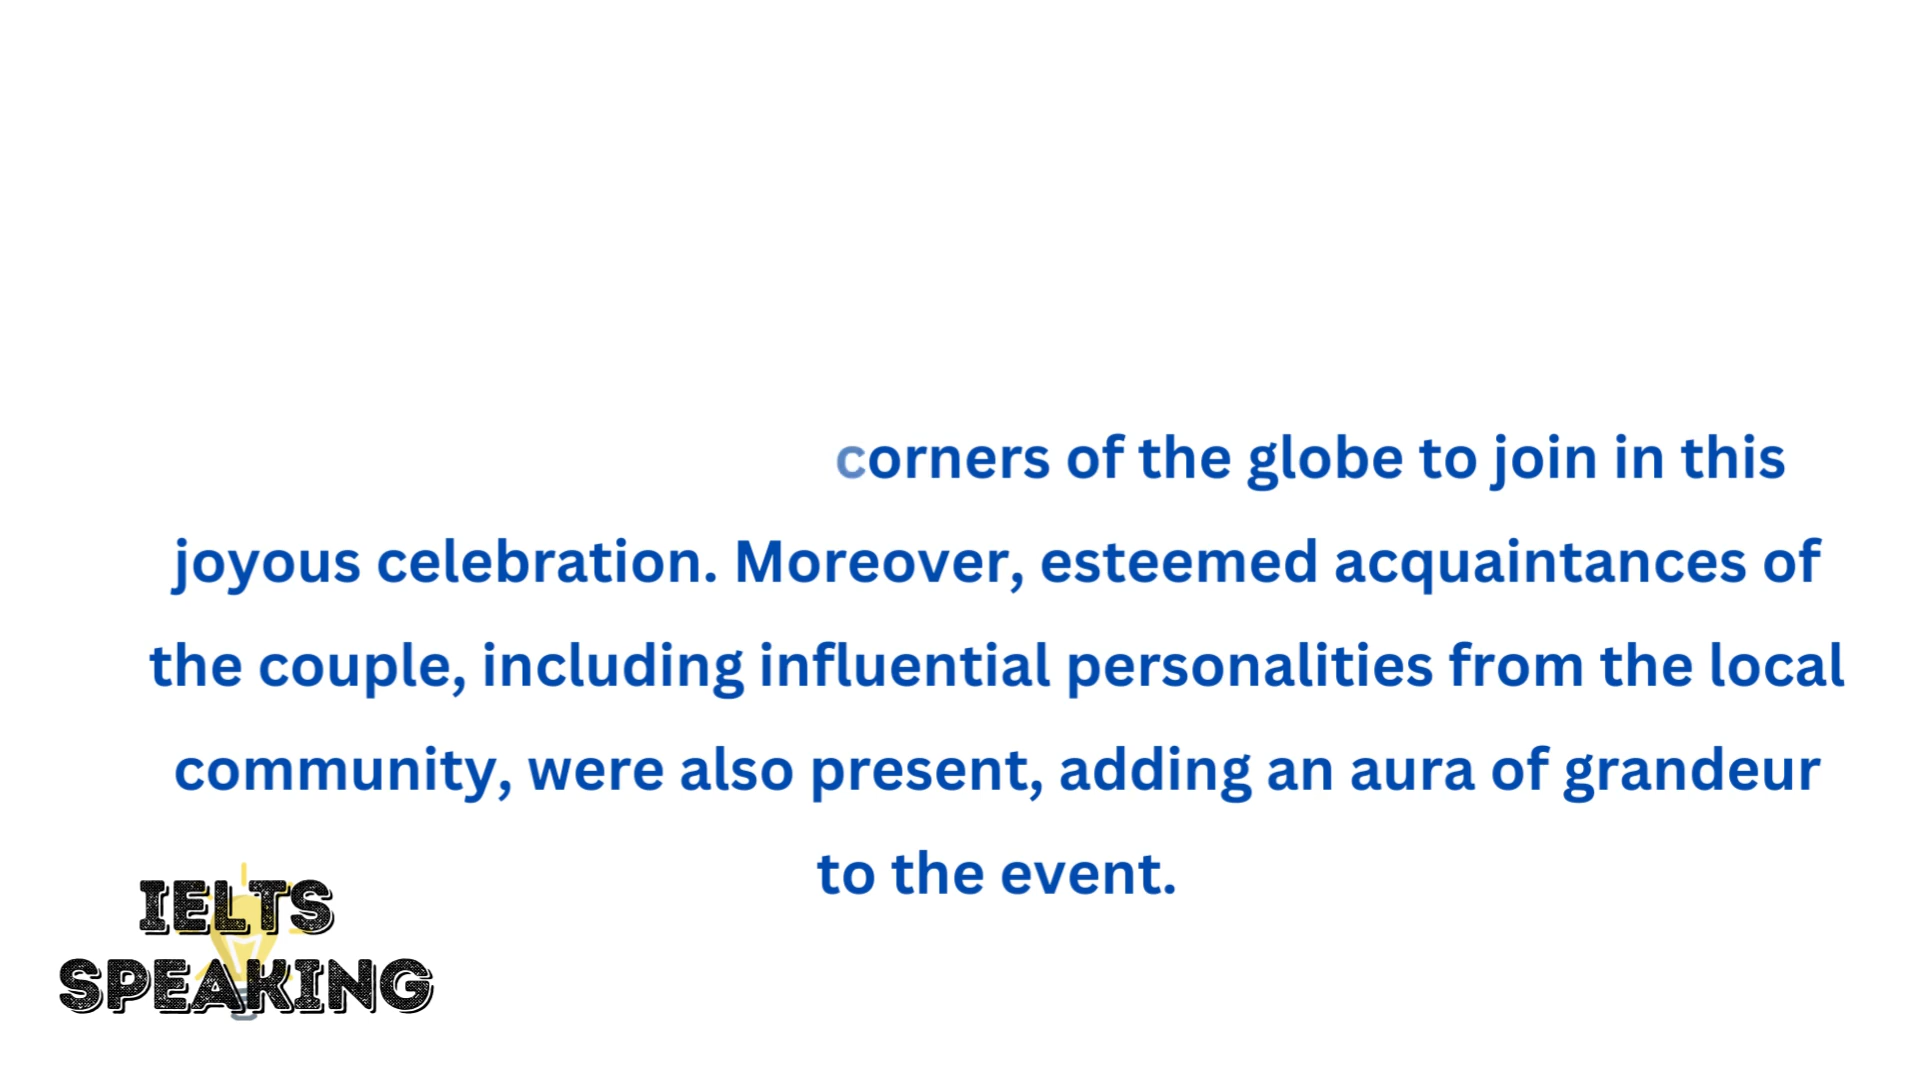 corners of the globe to join in this
joyous celebration. Moreover, esteemed acquaintances of
the couple, including influential personalities from the local
community, were also present, adding an aura of grandeur
to the event.
IELTS
SPEAKING